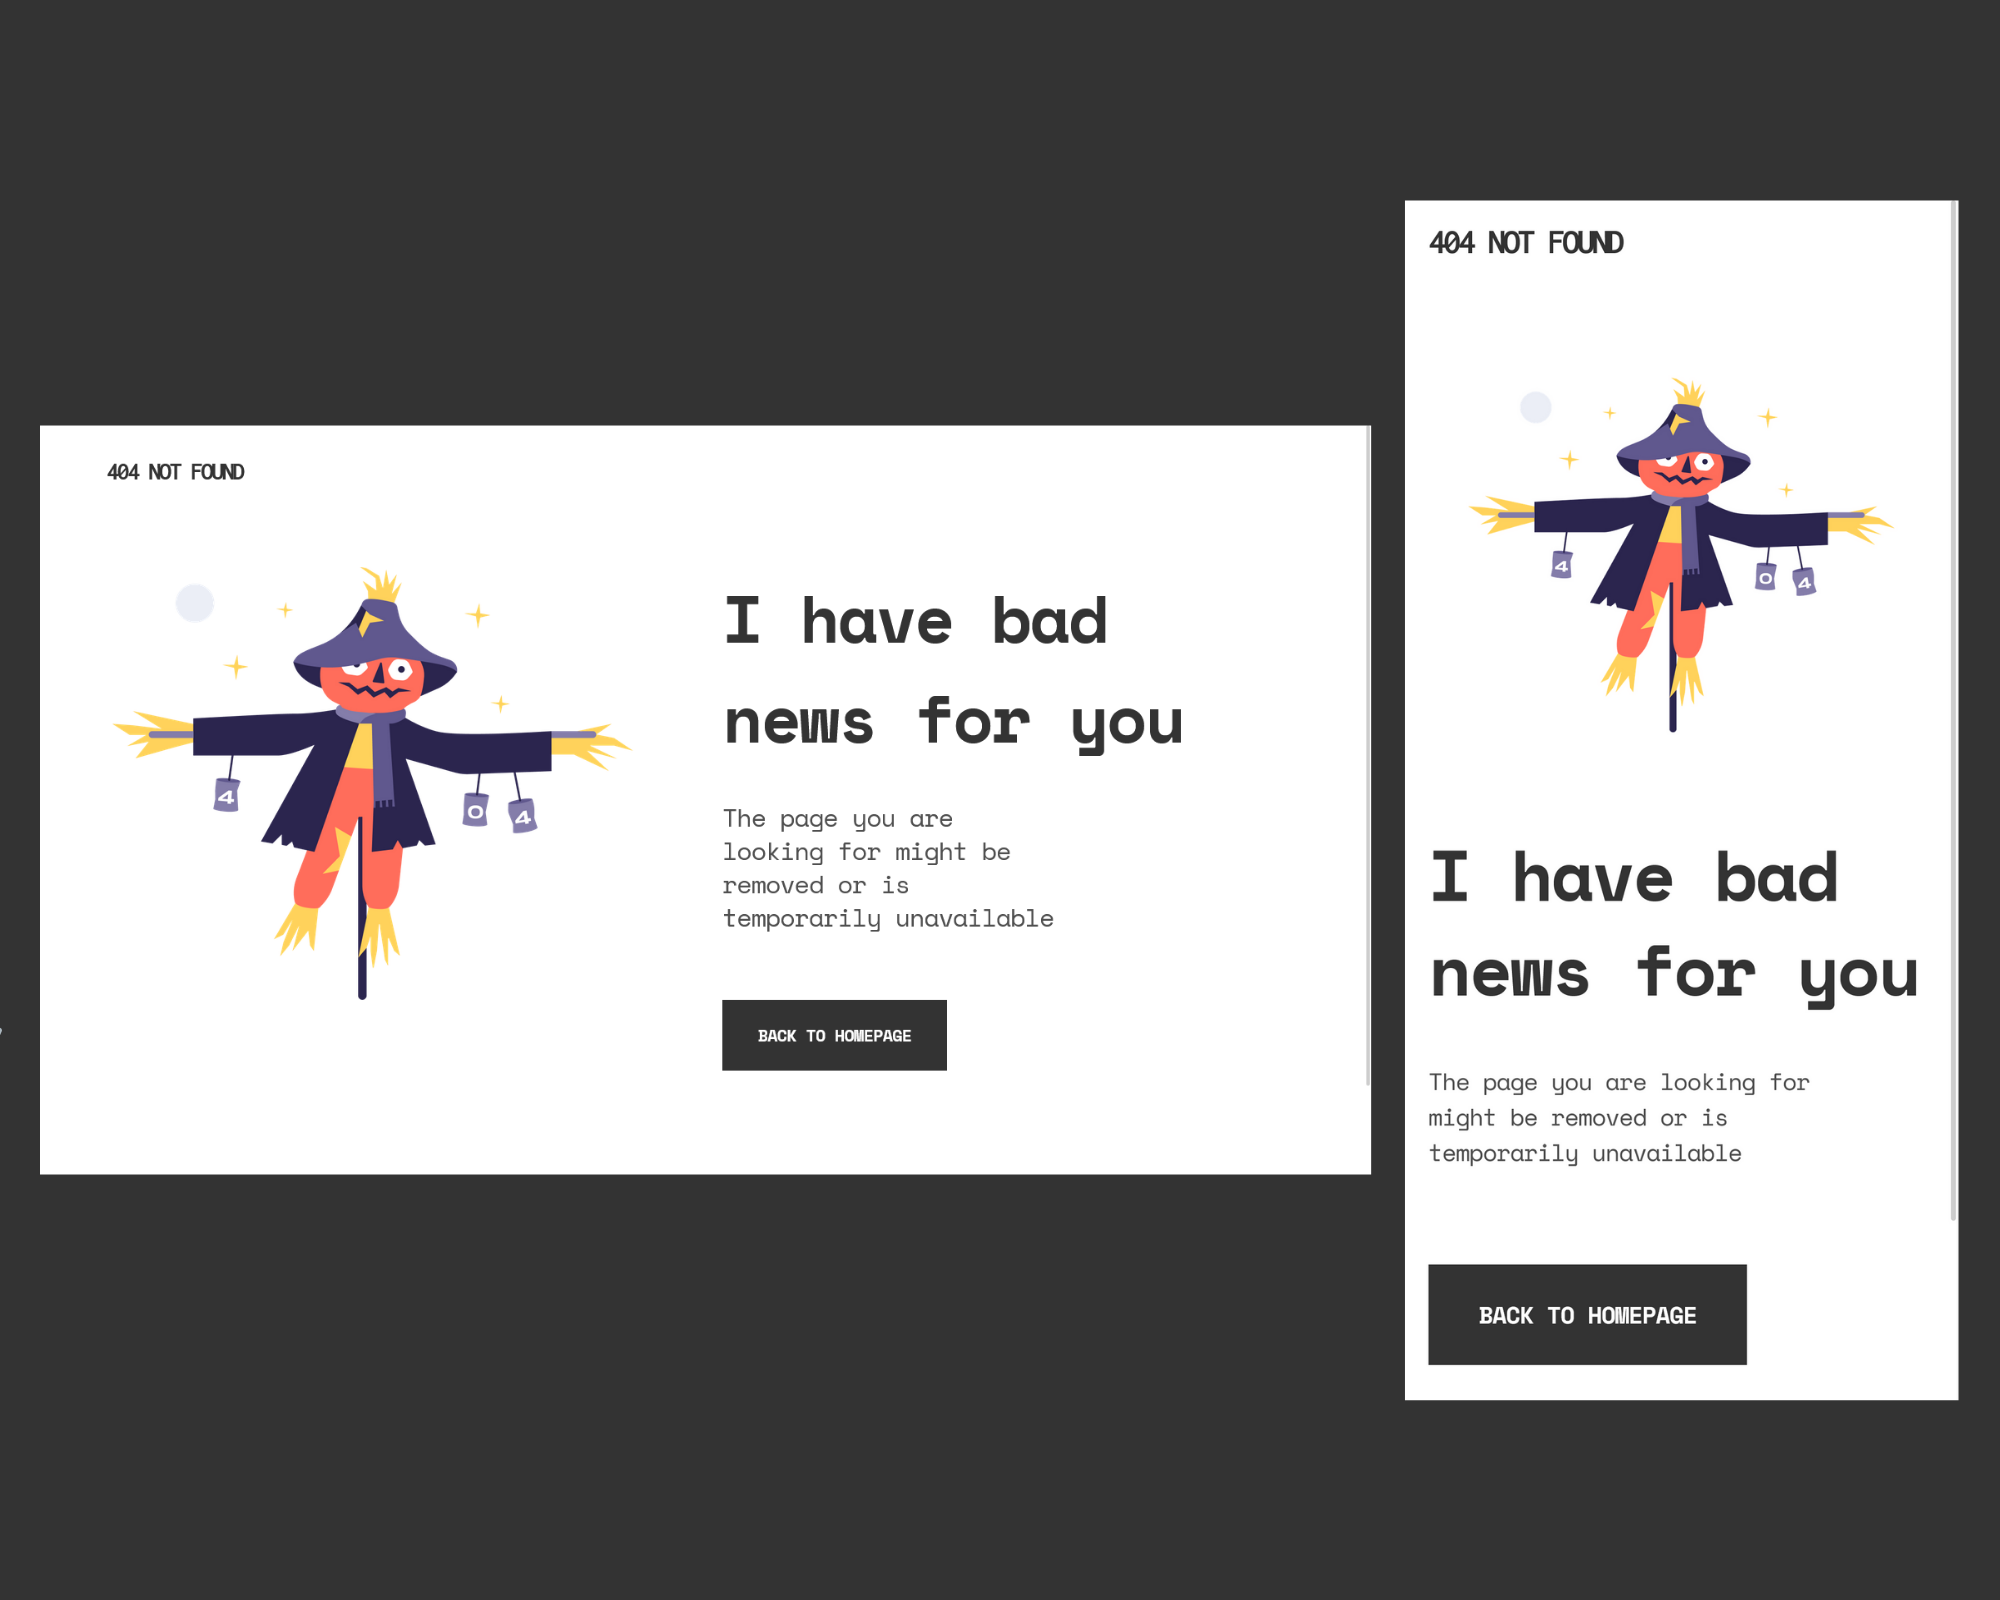 404 NOT FOUND
4
0
4
I have bad
news for you
The page you are
looking for might be
removed or is
temporarily unavailable
BACK TO HOMEPAGE
404 NOT FOUND
4
0
4
I have bad
news for you
The page you are looking for
might be removed or is
temporarily unavailable
BACK TO HOMEPAGE